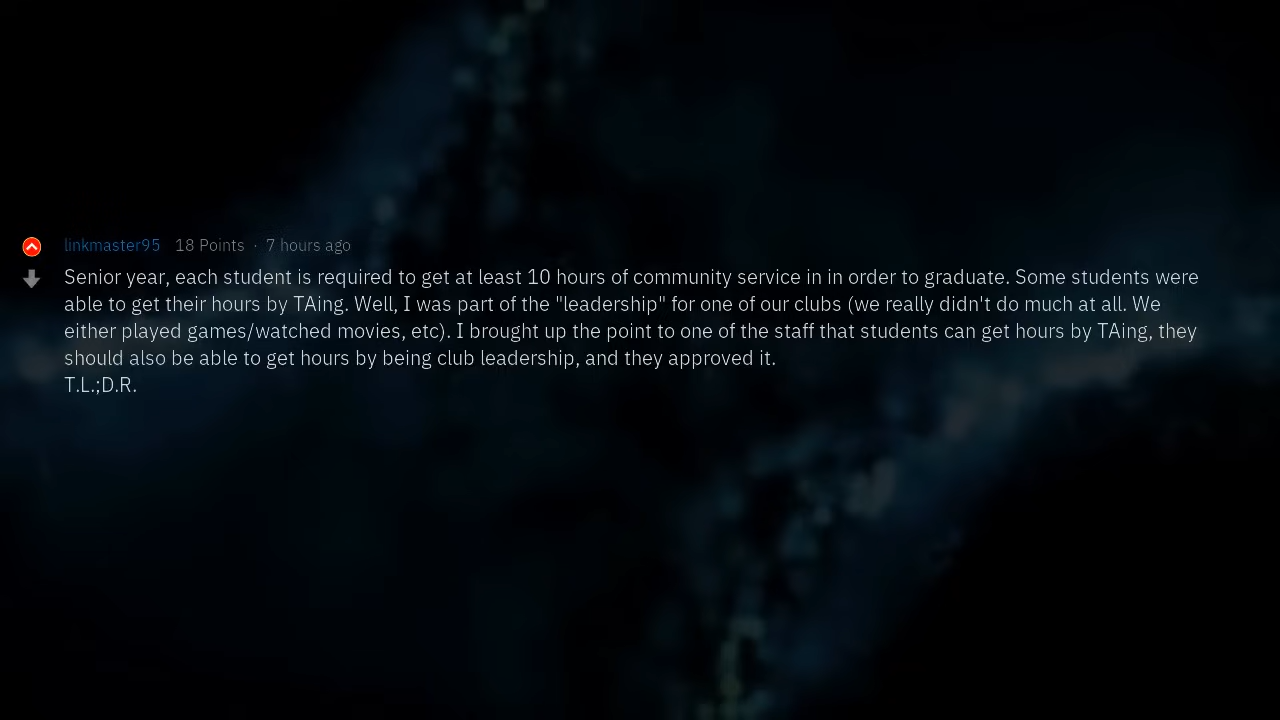 linkmaster95 18 Points · 7 hours ago
Senior year, each student is required to get at least 10 hours of community service in in order to graduate. Some students were
able to get their hours by TAing. Well, I was part of the "leadership" for one of our clubs (we really didn't do much at all. We
either played games/watched movies, etc). I brought up the point to one of the staff that students can get hours by TAing, they
should also be able to get hours by being club leadership, and they approved it.
T.L.;D.R.